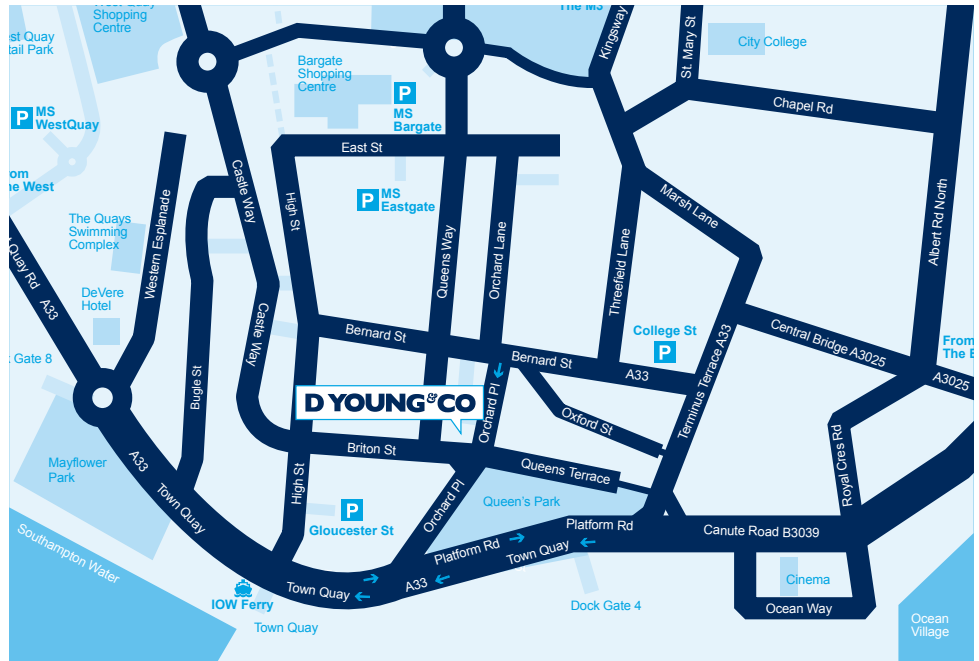 Shopping
Centre
The M3
Kingsway
St. Mary St
City College
Quay
Park
Bargate
Shopping
Centre
P
MS
Bargate
P MS
WestQuay
Chapel Rd
East St
The West
Castle Way
High St
P MS
Eastgate
Marsh Lane
Albert Rd North
The Quays
Swimming
Complex
Western Esplanade
Queens Way
Orchard Lane
Threefield Lane
Quay Rd
A33
DeVere
Hotel
Castle Way
Bernard St
Bernard St
A33
College St
P
Central Bridge A3025
From
The
A3025
Gate 8
Bugle St
D YOUNG & CO
Orchard Pl
Oxford St
Terminus Terrace A33
Royal Cres Rd
Briton St
Queens Terrace
Mayflower
Park
A33
Town Quay
High St
P
Gloucester St
Orchard Pl
Queen's Park
Platform Rd
Canute Road B3039
Platform Rd
Town Quay
Southampton Water
A33
Town Quay
IOW Ferry
Town Quay
Dock Gate 4
Cinema
Ocean Way
Ocean
Village